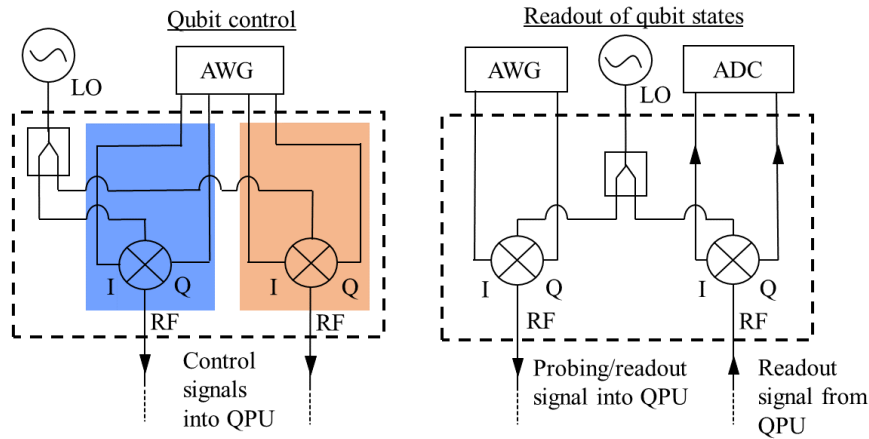 Qubit control
LO
AWG
I
Q
I
Q
RF
RF
Control
signals
into QPU
Readout of qubit states
AWG
LO
ADC
I
Q
I
Q
RF
RF
Probing/readout
signal into QPU
Readout
signal from
QPU